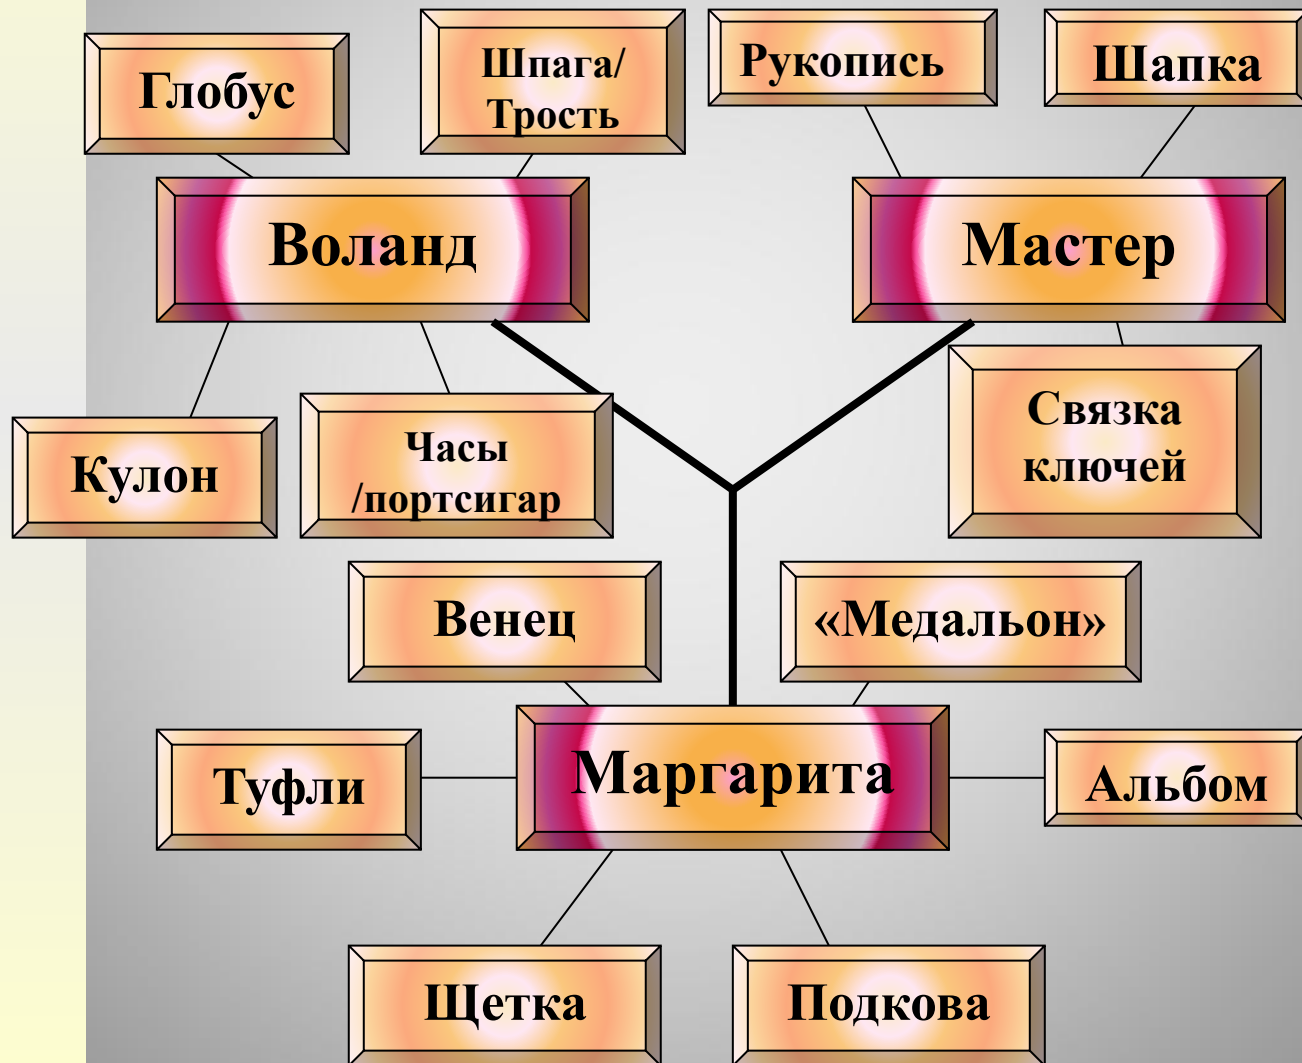 Глобус
Шпага/
Трость
Рукопись
Шапка
Воланд
Мастер
Кулон
Часы
/портсигар
Связка
ключей
Венец
«Медальон»
Туфли
Маргарита
Альбом
Щетка
Подкова